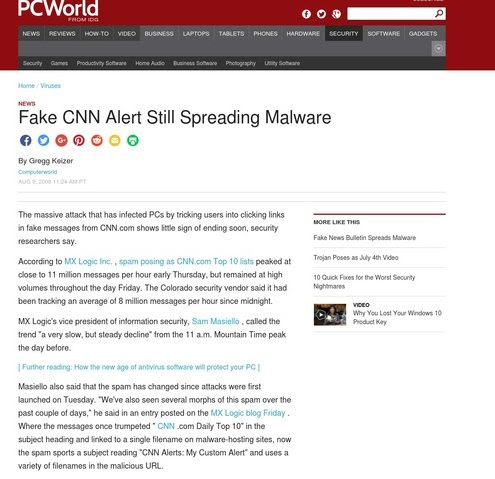 PCWorld
FROM IDG
NEWS REVIEWS HOW-TO VIDEO BUSINESS LAPTOPS TABLETS PHONES HARDWARE SECURITY SOFTWARE GADGETS
Security Games Productivity Software Home Audio Business Software Photography Utility Software
Home / Viruses
NEWS
Fake CNN Alert Still Spreading Malware
By Gregg Keizer
Computerworld
AUG 9, 2008 11:24 AM PT
The massive attack that has infected PCs by tricking users into clicking links
in fake messages from CNN.com shows little sign of ending soon, security
researchers say.
According to MX Logic Inc. , spam posing as CNN.com Top 10 lists peaked at
close to 11 million messages per hour early Thursday, but remained at high
volumes throughout the day Friday. The Colorado security vendor said it had
been tracking an average of 8 million messages per hour since midnight.
MX Logic's vice president of information security, Sam Masiello , called the
trend "a very slow, but steady decline" from the 11 a.m. Mountain Time peak
the day before.
[ Further reading: How the new age of antivirus software will protect your PC ]
Masiello also said that the spam has changed since attacks were first
launched on Tuesday. "We've also seen several morphs of this spam over the
past couple of days," he said in an entry posted on the MX Logic blog Friday .
Where the messages once trumpeted " CNN .com Daily Top 10" in the
subject heading and linked to a single filename on malware-hosting sites, now
the spam sports a subject reading "CNN Alerts: My Custom Alert" and uses a
variety of filenames in the malicious URL.
MORE LIKE THIS
Fake News Bulletin Spreads Malware
Trojan Poses as July 4th Video
10 Quick Fixes for the Worst Security
Nightmares
VIDEO
Why You Lost Your Windows 10
Product Key